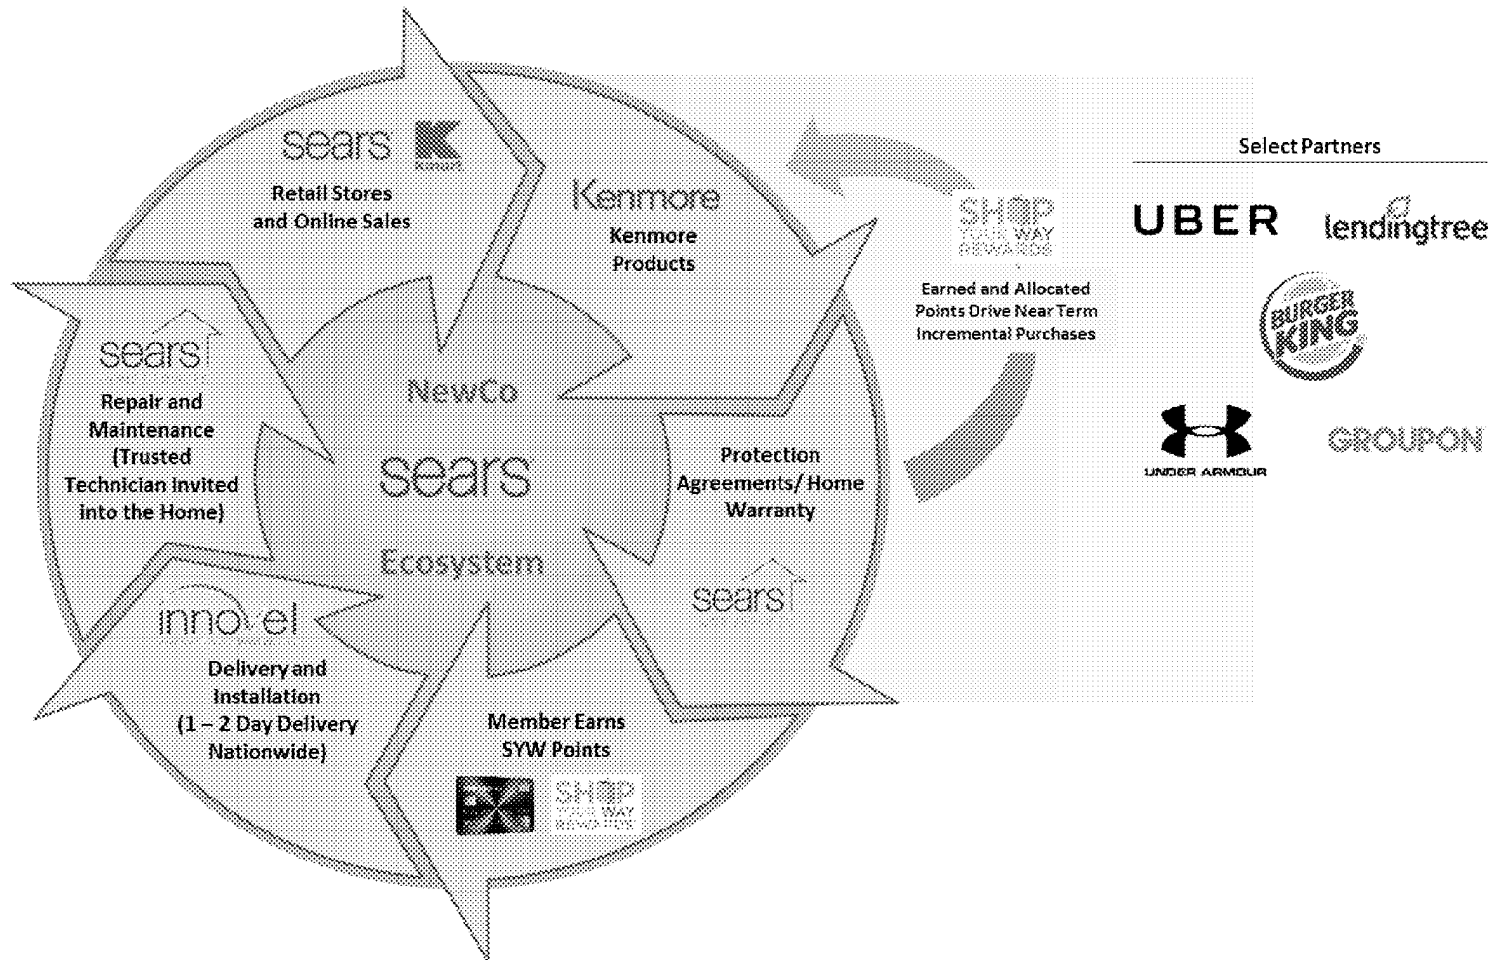 sears
Retail Stores
and Online Sales
Kenmore
Kenmore
Products
SHOP
YOUR WAY
REWARDS
Earned and Allocated
Points Drive Near Term
Incremental Purchases
Select Partners
UBER
lendingtree
BURGER
KING
UNDER ARMOUR
GROUPON
sears
Repair and
Maintenance
(Trusted
Technician Invited
into the Home)
NewCo
sears
Ecosystem
Protection
Agreements/ Home
Warranty
sears
innovel
Delivery and
Installation
(1 – 2 Day Delivery
Nationwide)
Member Earns
SYW Points
SHOP
YOUR WAY
REWARDS